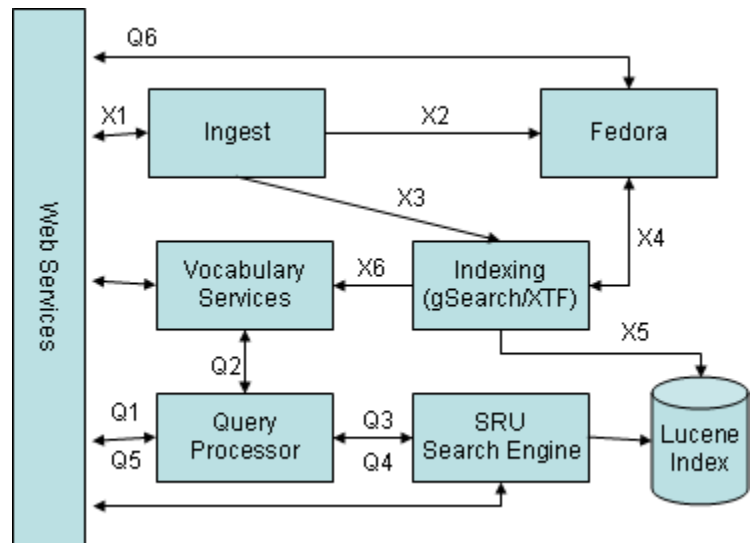 Q6
X1
Ingest
X2
Fedora
X3
X4
Web Services
Vocabulary
Services
X6
Indexing
(gSearch/XTF)
X5
Q2
Q1
Q5
Query
Processor
Q3
Q4
SRU
Search Engine
Lucene
Index